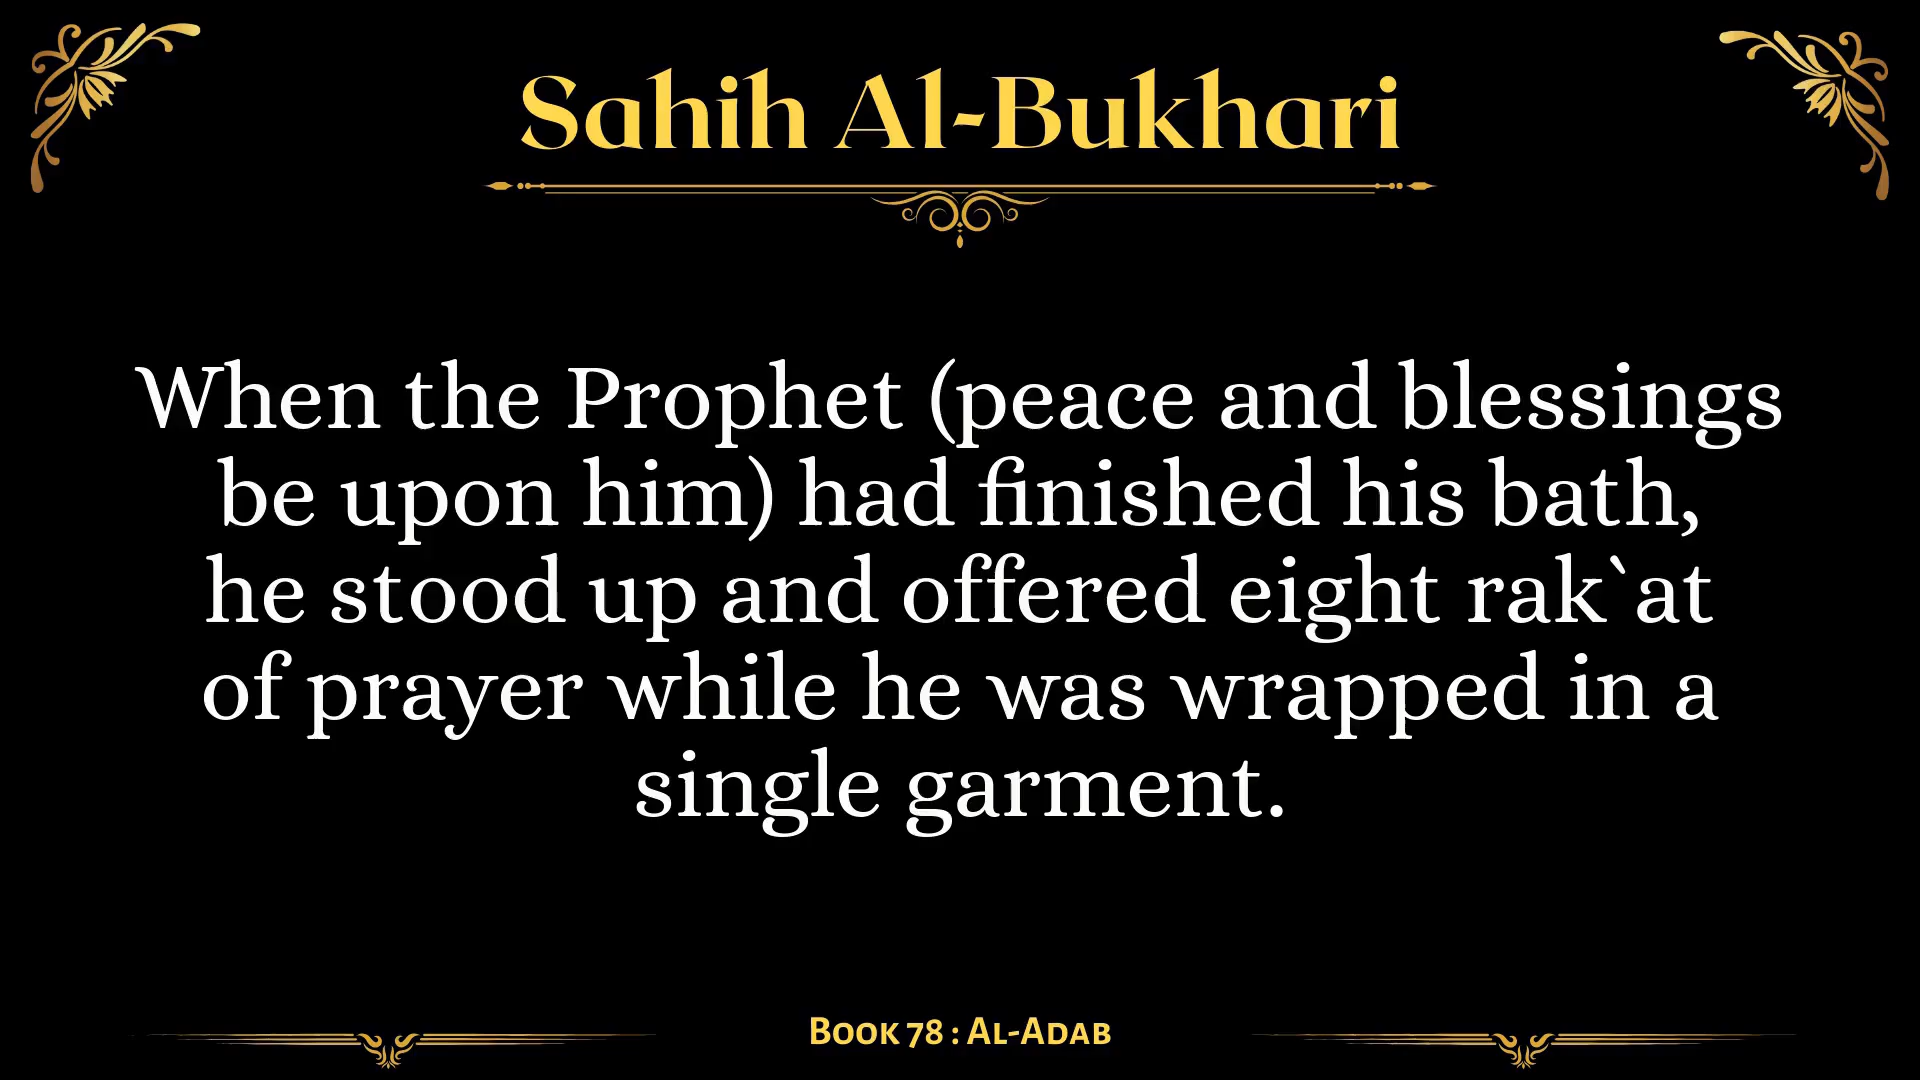 Sahih Al-Bukhari
When the Prophet (peace and blessings
be upon him) had finished his bath,
he stood up and offered eight rak`at
of prayer while he was wrapped in a
single garment.
Book 78 : Al-Adab